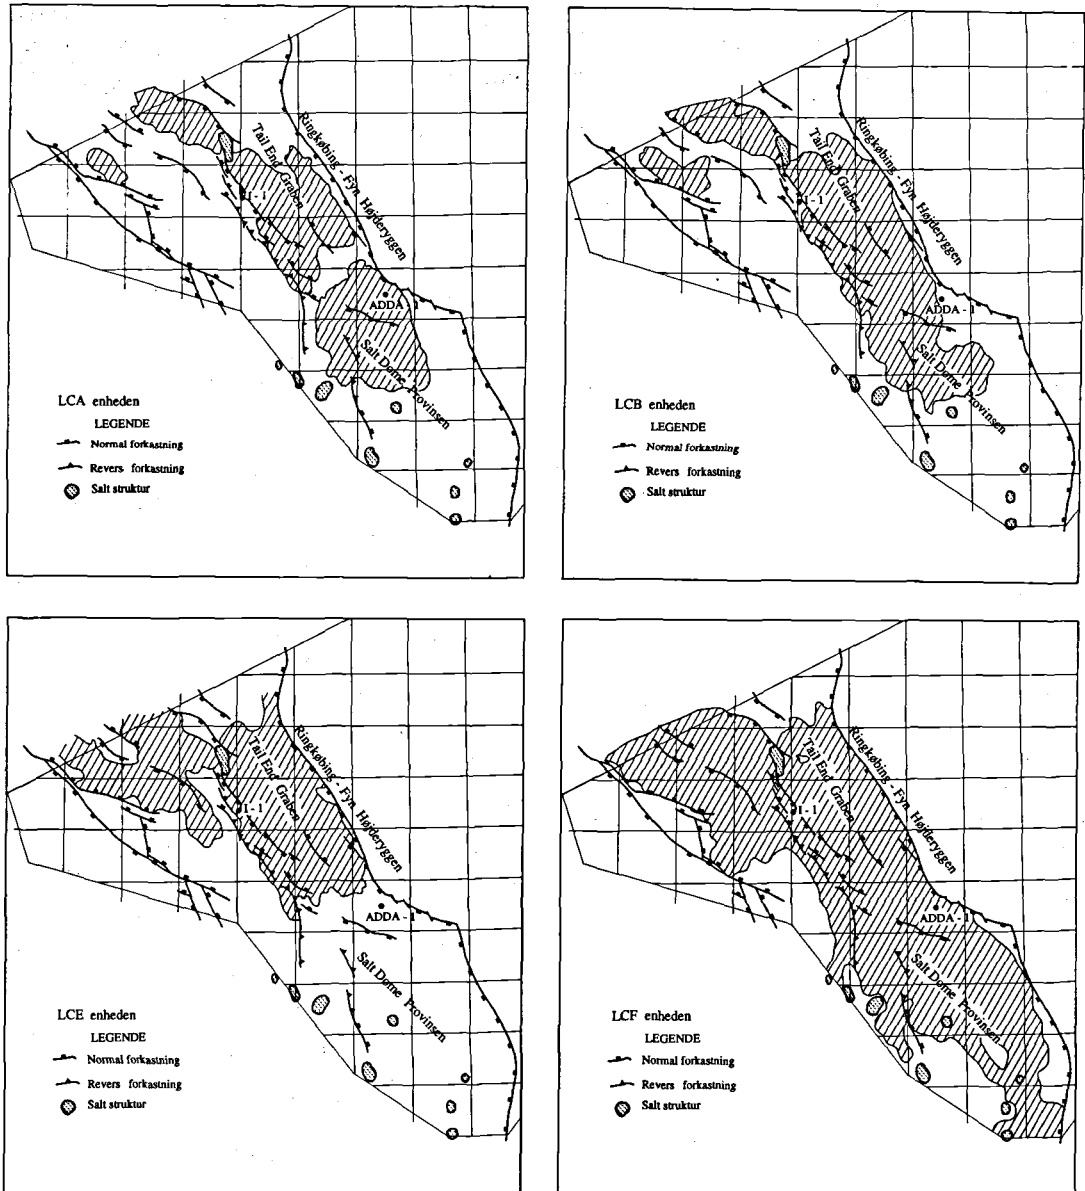 Ringkøbing - Fyn Højderyggen
Tail End Graben
I - 1
ADDA - 1
Salt Dome Provinsen
LCA enheden
LEGENDE
Normal forkastning
Revers forkastning
Salt struktur
Ringkøbing - Fyn Højderyggen
Tail End Graben
I - 1
ADDA - 1
Salt Dome Provinsen
LCB enheden
LEGENDE
Normal forkastning
Revers forkastning
Salt struktur
Ringkøbing - Fyn Højderyggen
Tail End Graben
I - 1
ADDA - 1
Salt Dome Provinsen
LCE enheden
LEGENDE
Normal forkastning
Revers forkastning
Salt struktur
Ringkøbing - Fyn Højderyggen
Tail End Graben
I - 1
ADDA - 1
Salt Dome Provinsen
LCF enheden
LEGENDE
Normal forkastning
Revers forkastning
Salt struktur